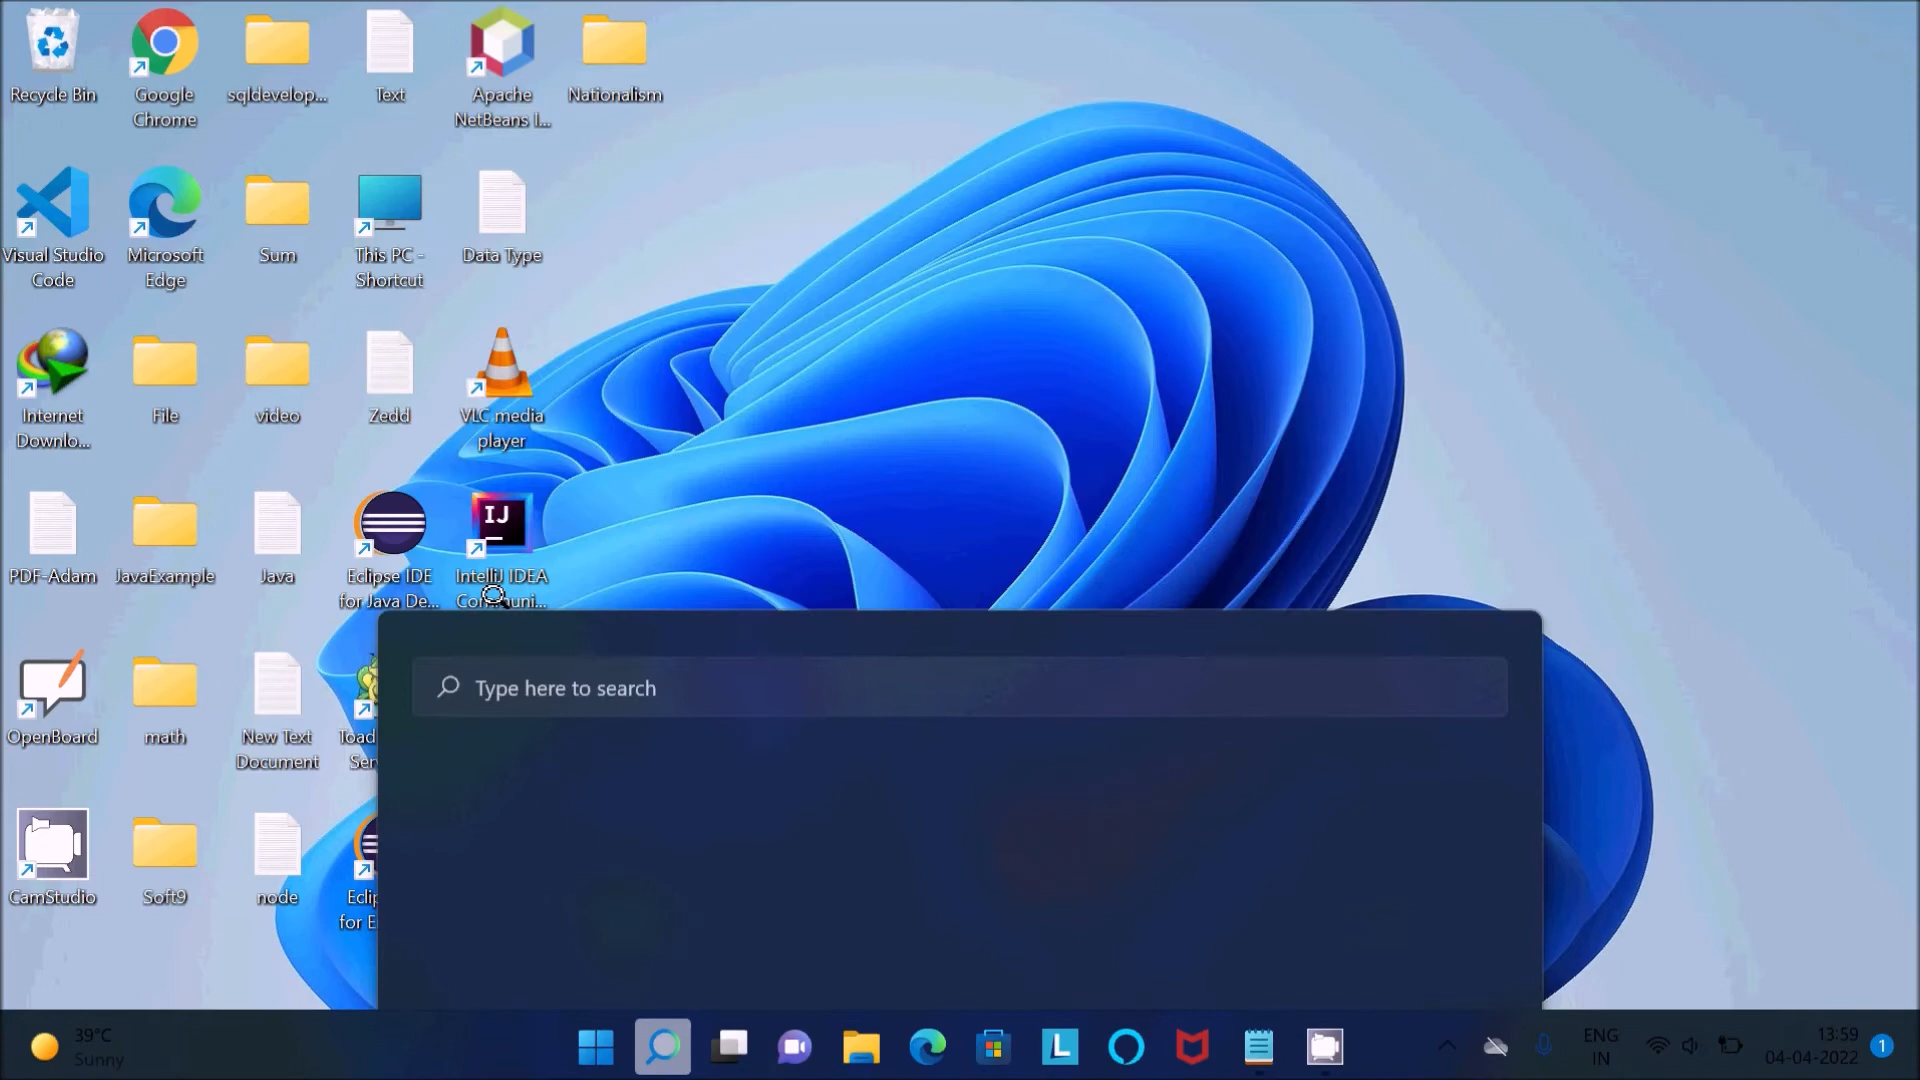 Recycle Bin
Google
Chrome
sqldevelop...
Text
Apache
NetBeans I...
Nationalism
Visual Studio
Code
Microsoft
Edge
Sum
This PC -
Shortcut
Data Type
Internet
Downlo...
File
video
Zedd
VLC media
player
PDF-Adam
JavaExample
Java
Eclipse IDE
for Java De...
IJ
IntelliJ IDEA
Communi...
OpenBoard
math
New Text
Document
Toad
Ser
CamStudio
Soft9
node
Eclip
for E
Type here to search
39°C
Sunny
L
ENG
IN
13:59
04-04-2022
1